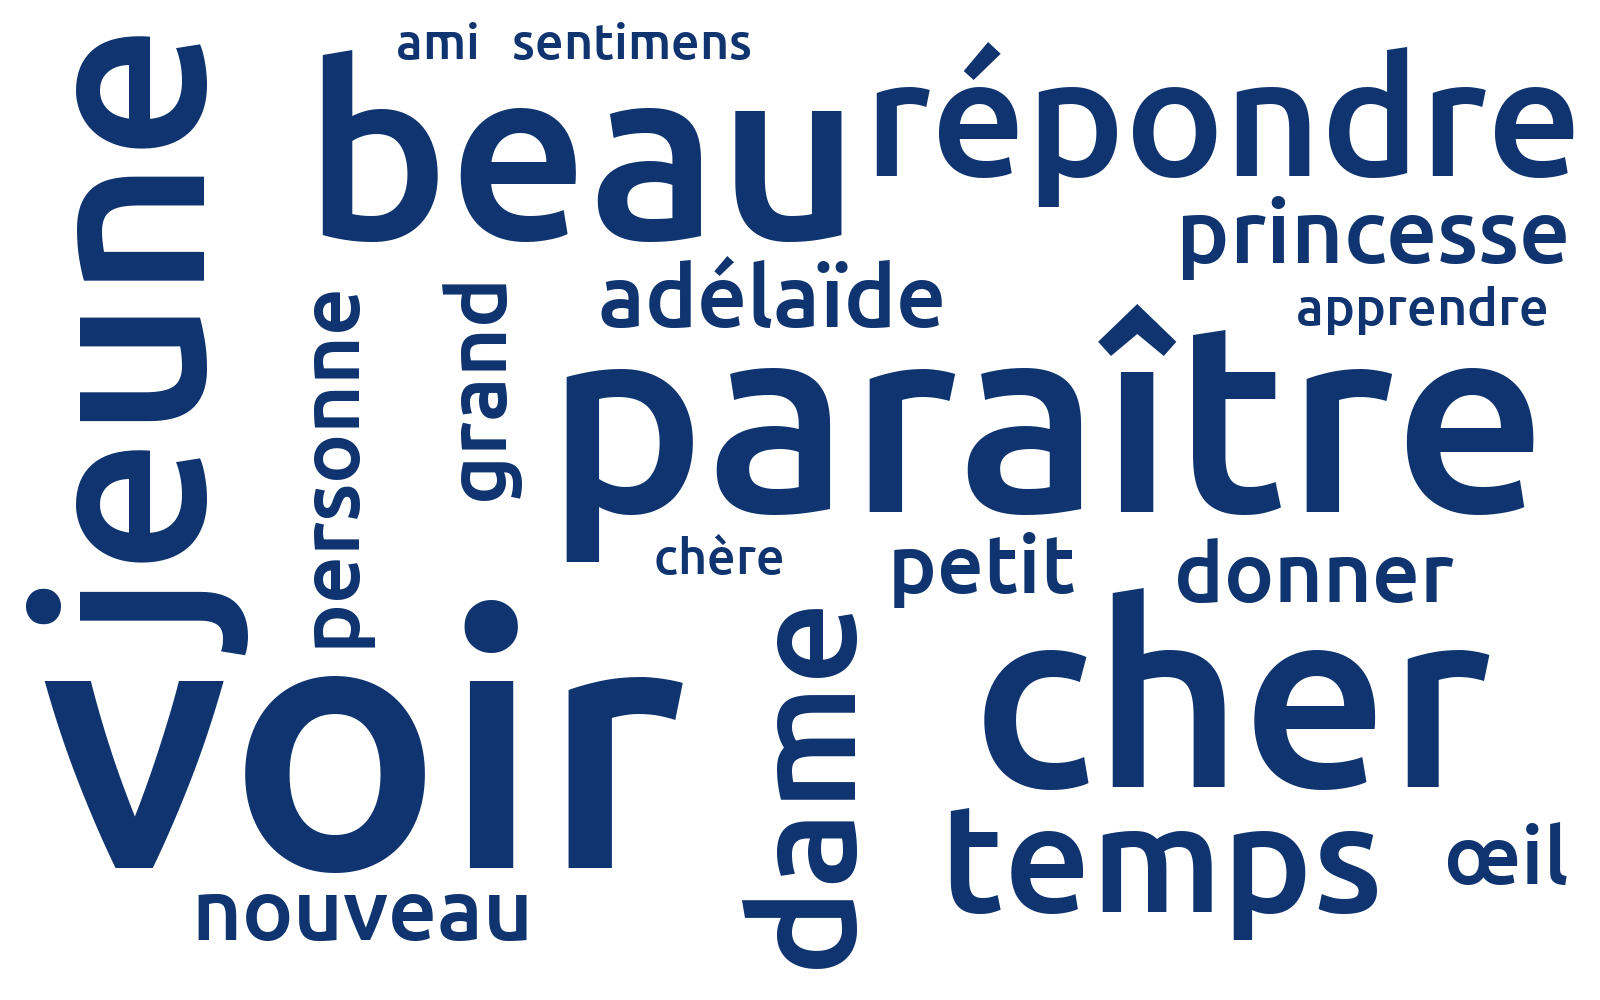 ami sentimens
beau
répondre
jeune
princesse
adélaïde
apprendre
personne
grand
paraître
chère
petit
donner
voir
dame
cher
temps
œil
nouveau